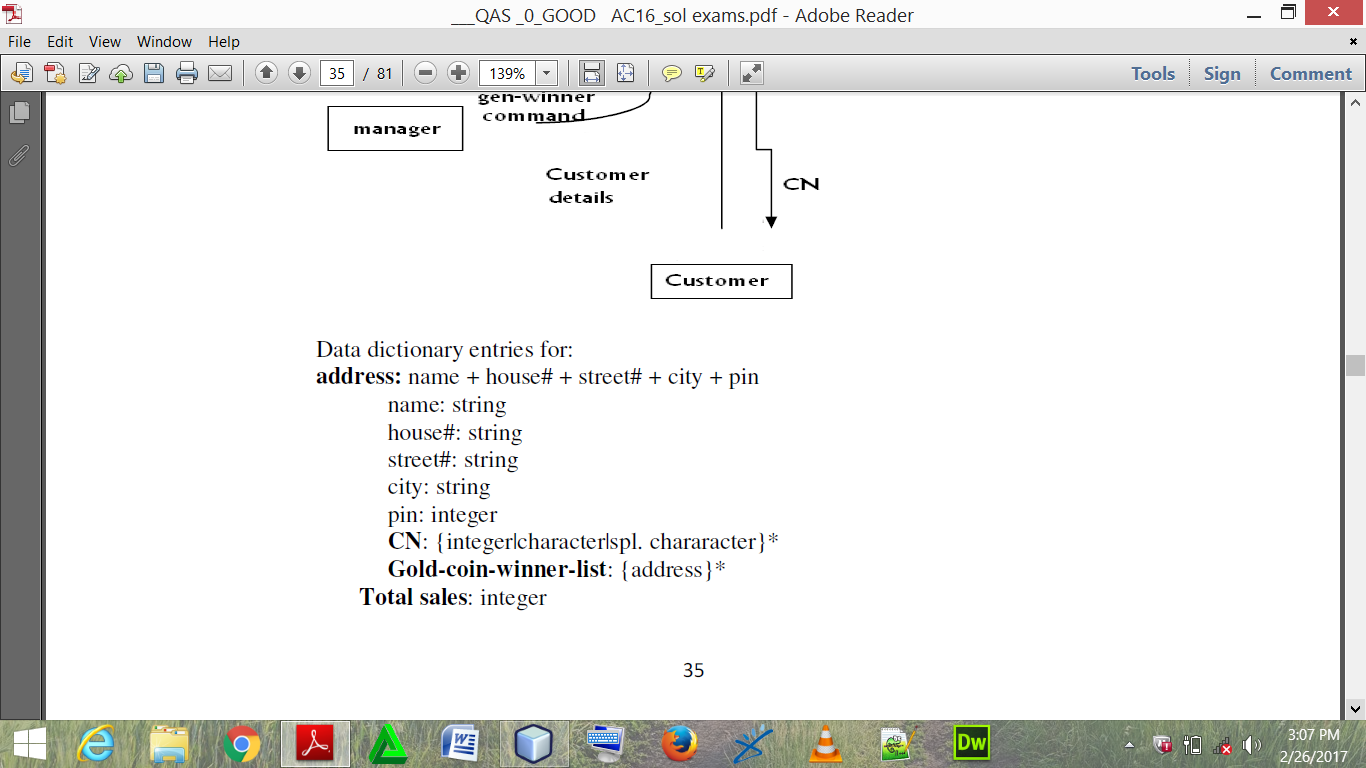 ___QAS _0_GOOD   AC16_sol exams.pdf - Adobe Reader
File Edit View Window Help
35 / 81 139% Tools Sign Comment
gen-winner
command
manager
Customer
details
CN
Customer
Data dictionary entries for:
address: name + house# + street# + city + pin
name: string
house#: string
street#: string
city: string
pin: integer
CN: {integer|character|spl. chararacter}*
Gold-coin-winner-list: {address}*
Total sales: integer
35
Dw
3:07 PM
2/26/2017